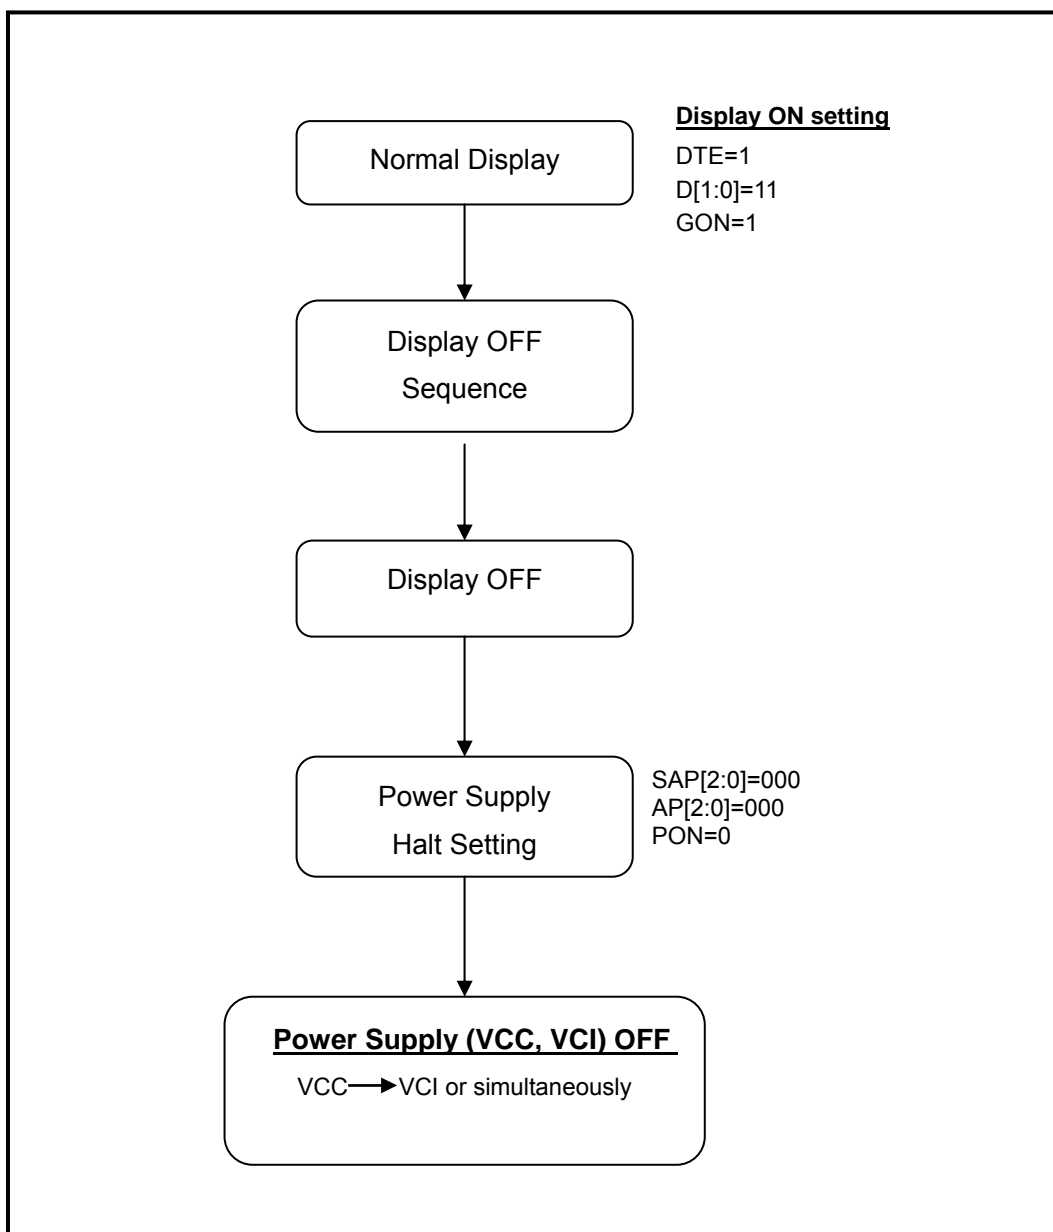 Normal Display
Display ON setting
DTE=1
D[1:0]=11
GON=1
Display OFF
Sequence
Display OFF
Power Supply
Halt Setting
SAP[2:0]=000
AP[2:0]=000
PON=0
Power Supply (VCC, VCI) OFF
VCC→VCI or simultaneously